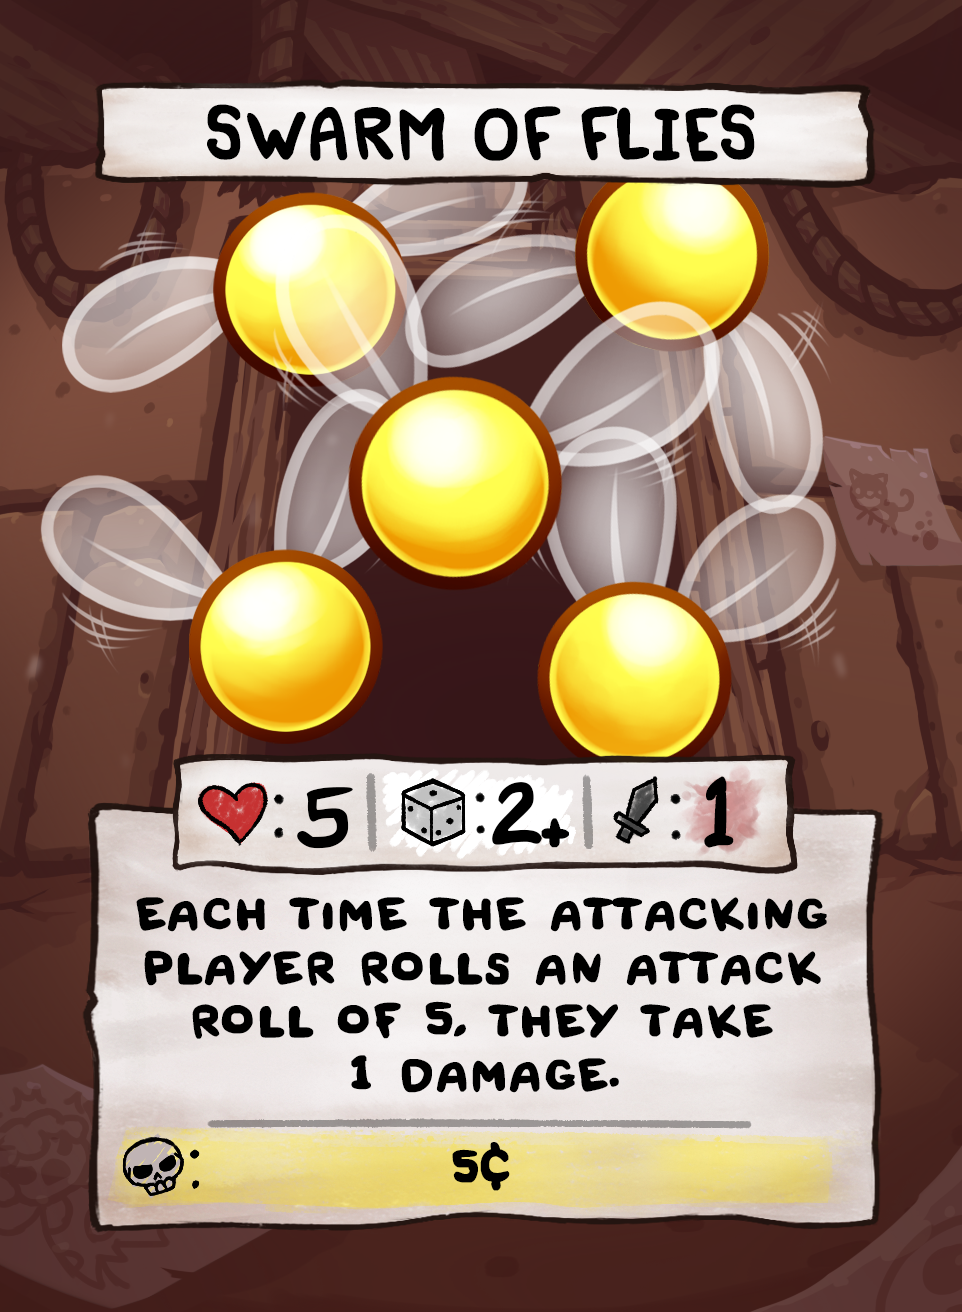 SWARM OF FLIES
: 5 : 2+ : 1
EACH TIME THE ATTACKING
PLAYER ROLLS AN ATTACK
ROLL OF 5, THEY TAKE
1 DAMAGE.
: 5¢